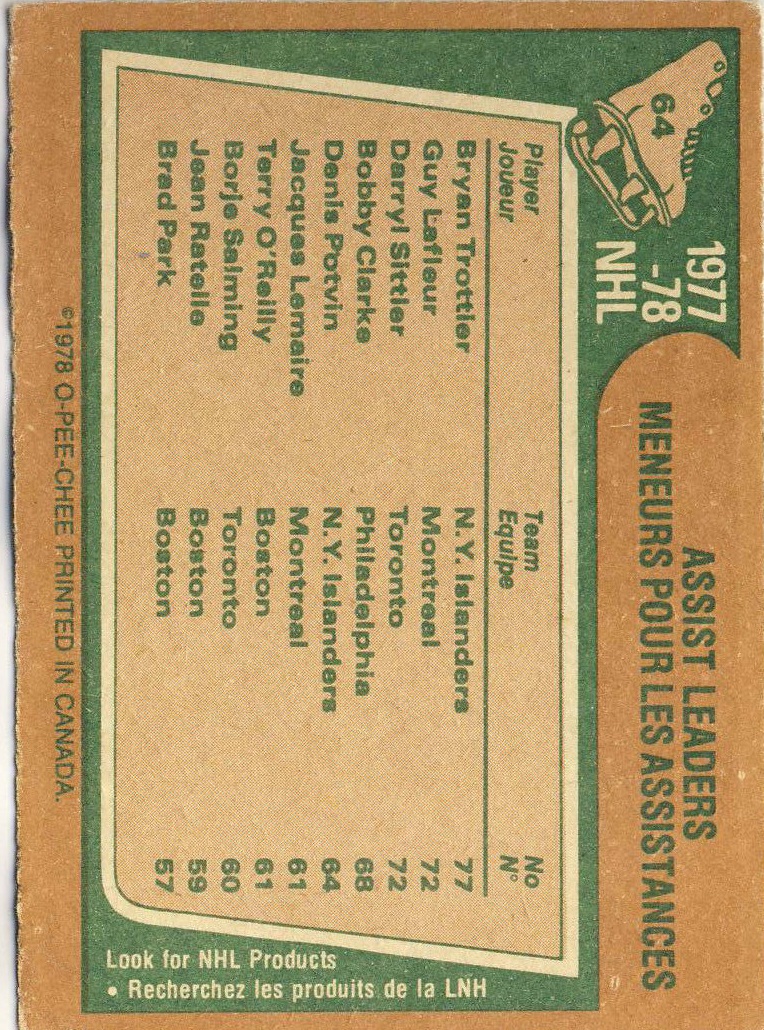 64
1977
-78
NHL
ASSIST LEADERS
MENEURS POUR LES ASSISTANCES
Player Team No
Joueur Equipe N°
Bryan Trottier N.Y. Islanders 77
Guy Lafleur Montreal 72
Darryl Sittler Toronto 72
Bobby Clarke Philadelphia 68
Denis Potvin N.Y. Islanders 64
Jacques Lemaire Montreal 61
Terry O'Reilly Boston 61
Borje Salming Toronto 60
Jean Ratelle Boston 59
Brad Park Boston 57
Look for NHL Products
• Recherchez les produits de la LNH
©1978 O-PEE-CHEE PRINTED IN CANADA.